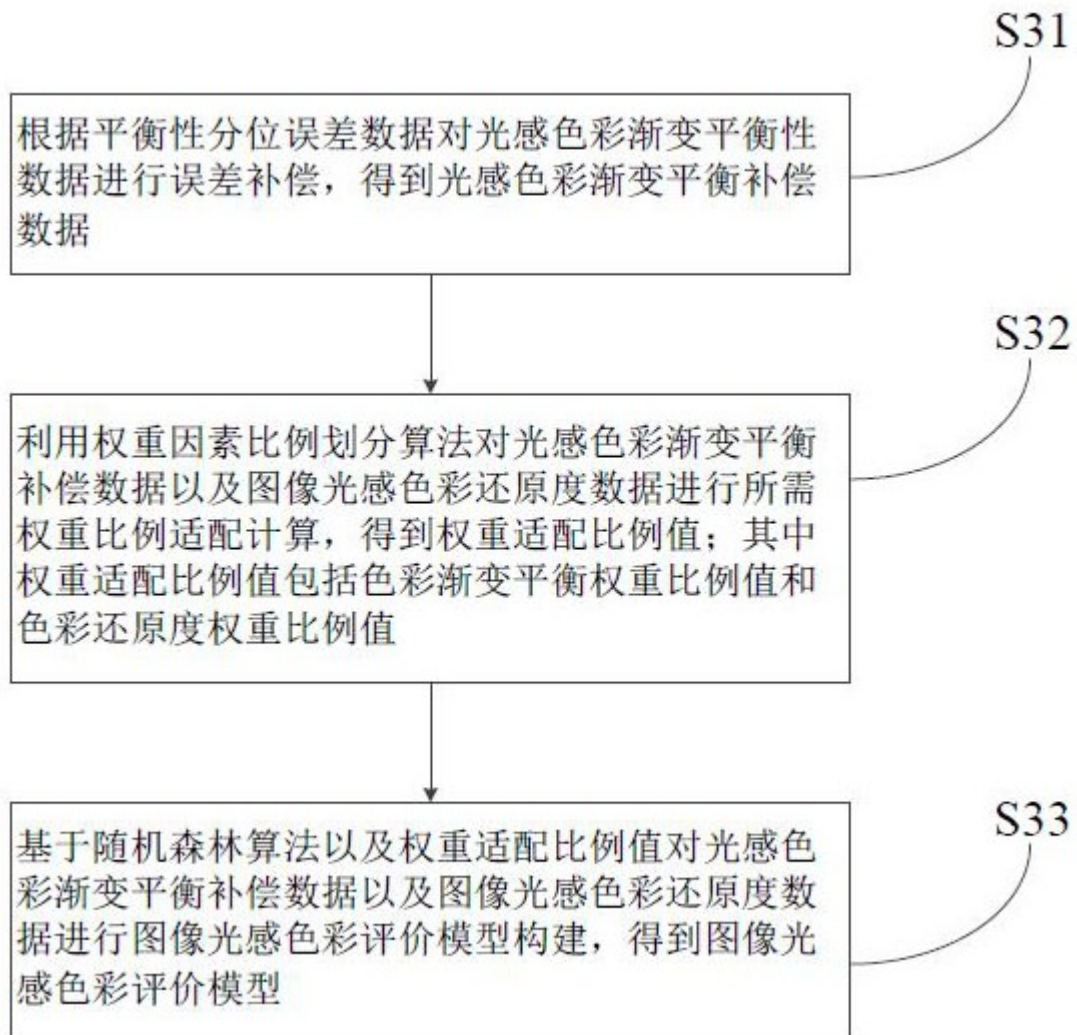 S31
根据平衡性分位误差数据对光感色彩渐变平衡性
数据进行误差补偿，得到光感色彩渐变平衡补偿
数据
S32
利用权重因素比例划分算法对光感色彩渐变平衡
补偿数据以及图像光感色彩还原度数据进行所需
权重比例适配计算，得到权重适配比例值；其中
权重适配比例值包括色彩渐变平衡权重比例值和
色彩还原度权重比例值
S33
基于随机森林算法以及权重适配比例值对光感色
彩渐变平衡补偿数据以及图像光感色彩还原度数
据进行图像光感色彩评价模型构建，得到图像光
感色彩评价模型